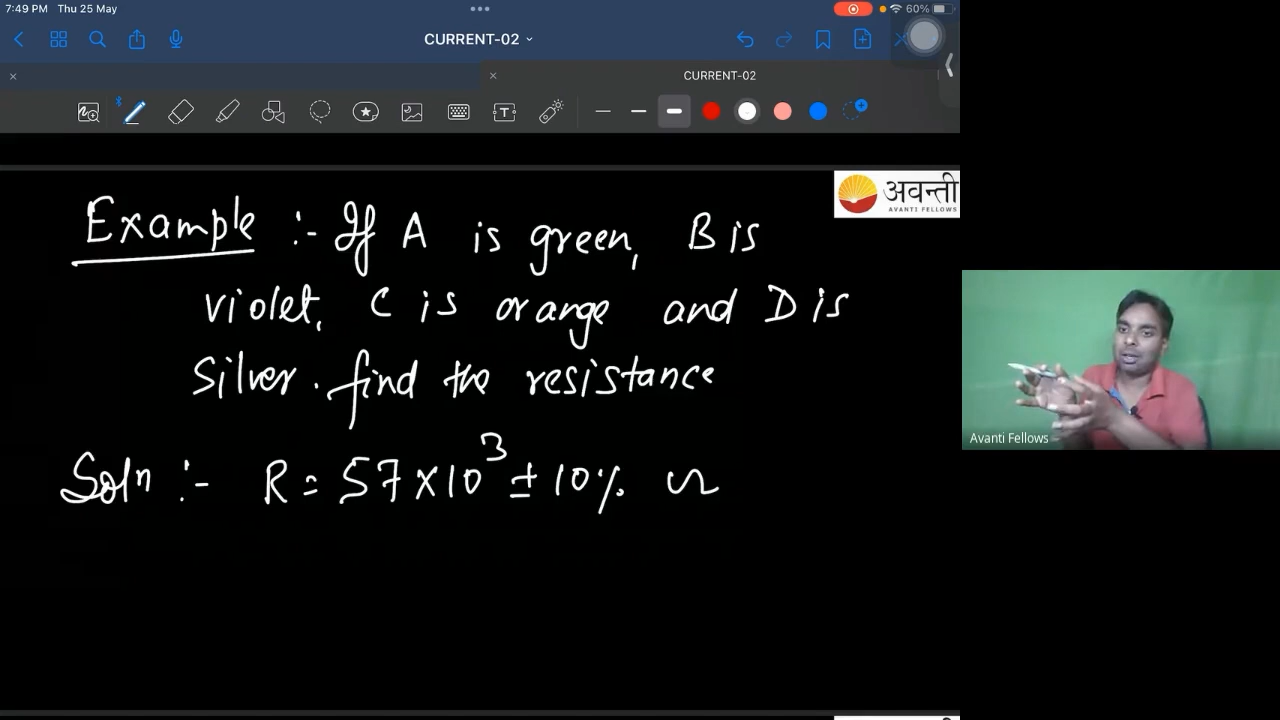 7:49 PM Thu 25 May
60%
CURRENT-02
CURRENT-02
T
अवन्ती
AVANTI FELLOWS
Example :- If A is green, B is
violet, C is orange and D is
Silver. find the resistance
Soln :- R = 57 × 10³ ± 10% Ω
Avanti Fellows